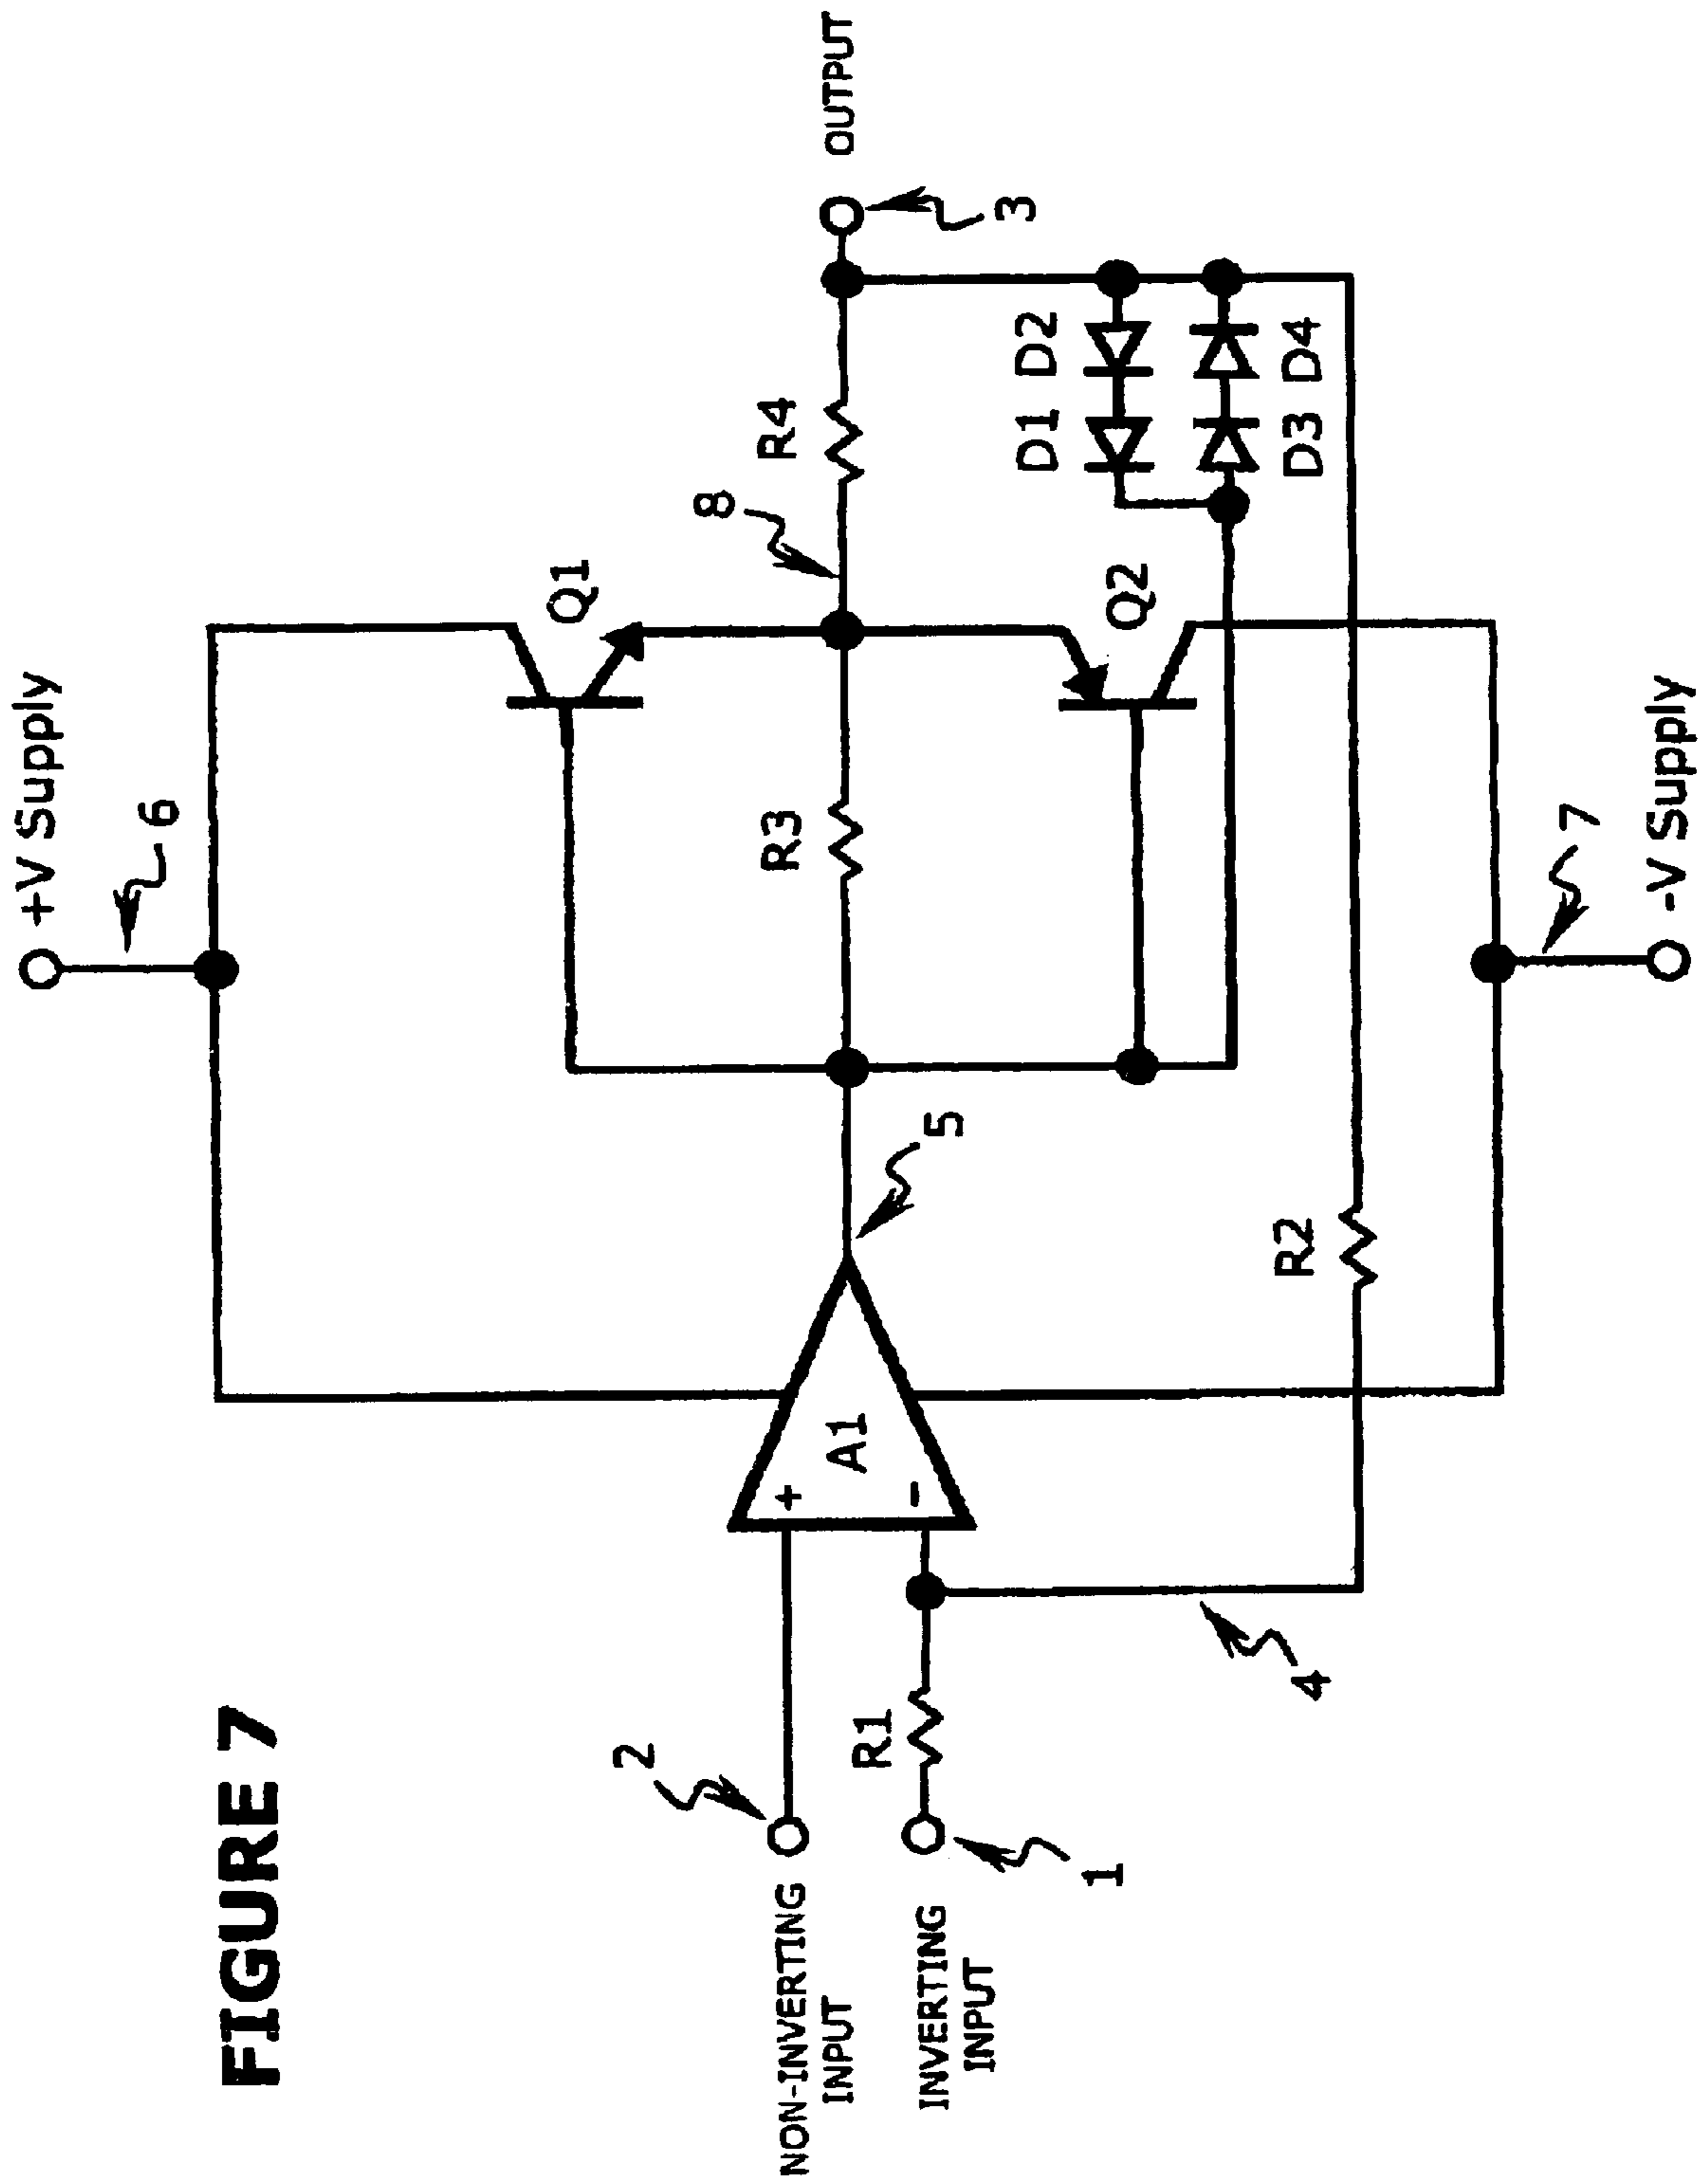 FIGURE 7
+V Supply
6
Q1
8
R4
OUTPUT
3
2
NON-INVERTING
INPUT
+
A1
-
R3
5
R1
INVERTING
INPUT
1
Q2
D1 D2
D3 D4
4
R2
7
-V Supply